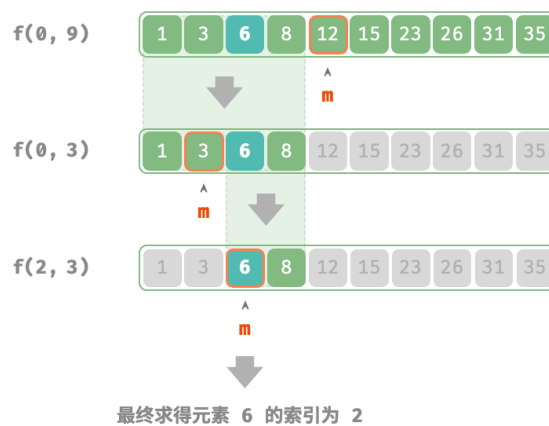 f(0, 9) 1 3 6 8 12 15 23 26 31 35
m
f(0, 3) 1 3 6 8 12 15 23 26 31 35
m
f(2, 3) 1 3 6 8 12 15 23 26 31 35
m
最终求得元素 6 的索引为 2